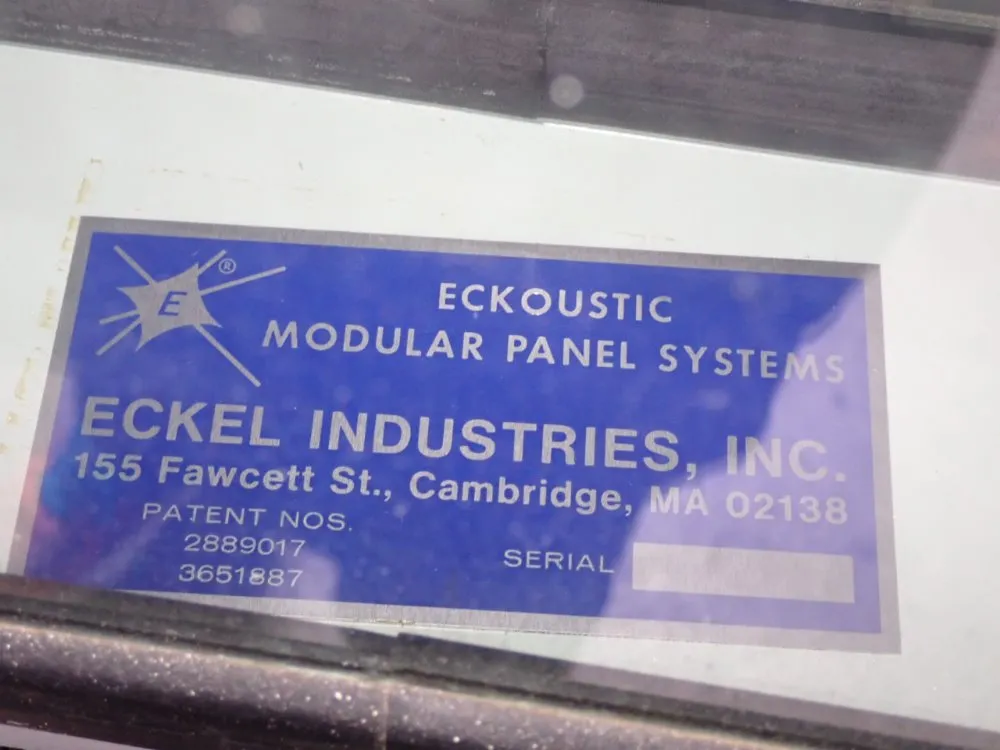 E ®
ECKOUSTIC
MODULAR PANEL SYSTEMS
ECKEL INDUSTRIES, INC.
155 Fawcett St., Cambridge, MA 02138
PATENT NOS.
2889017
3651887
SERIAL